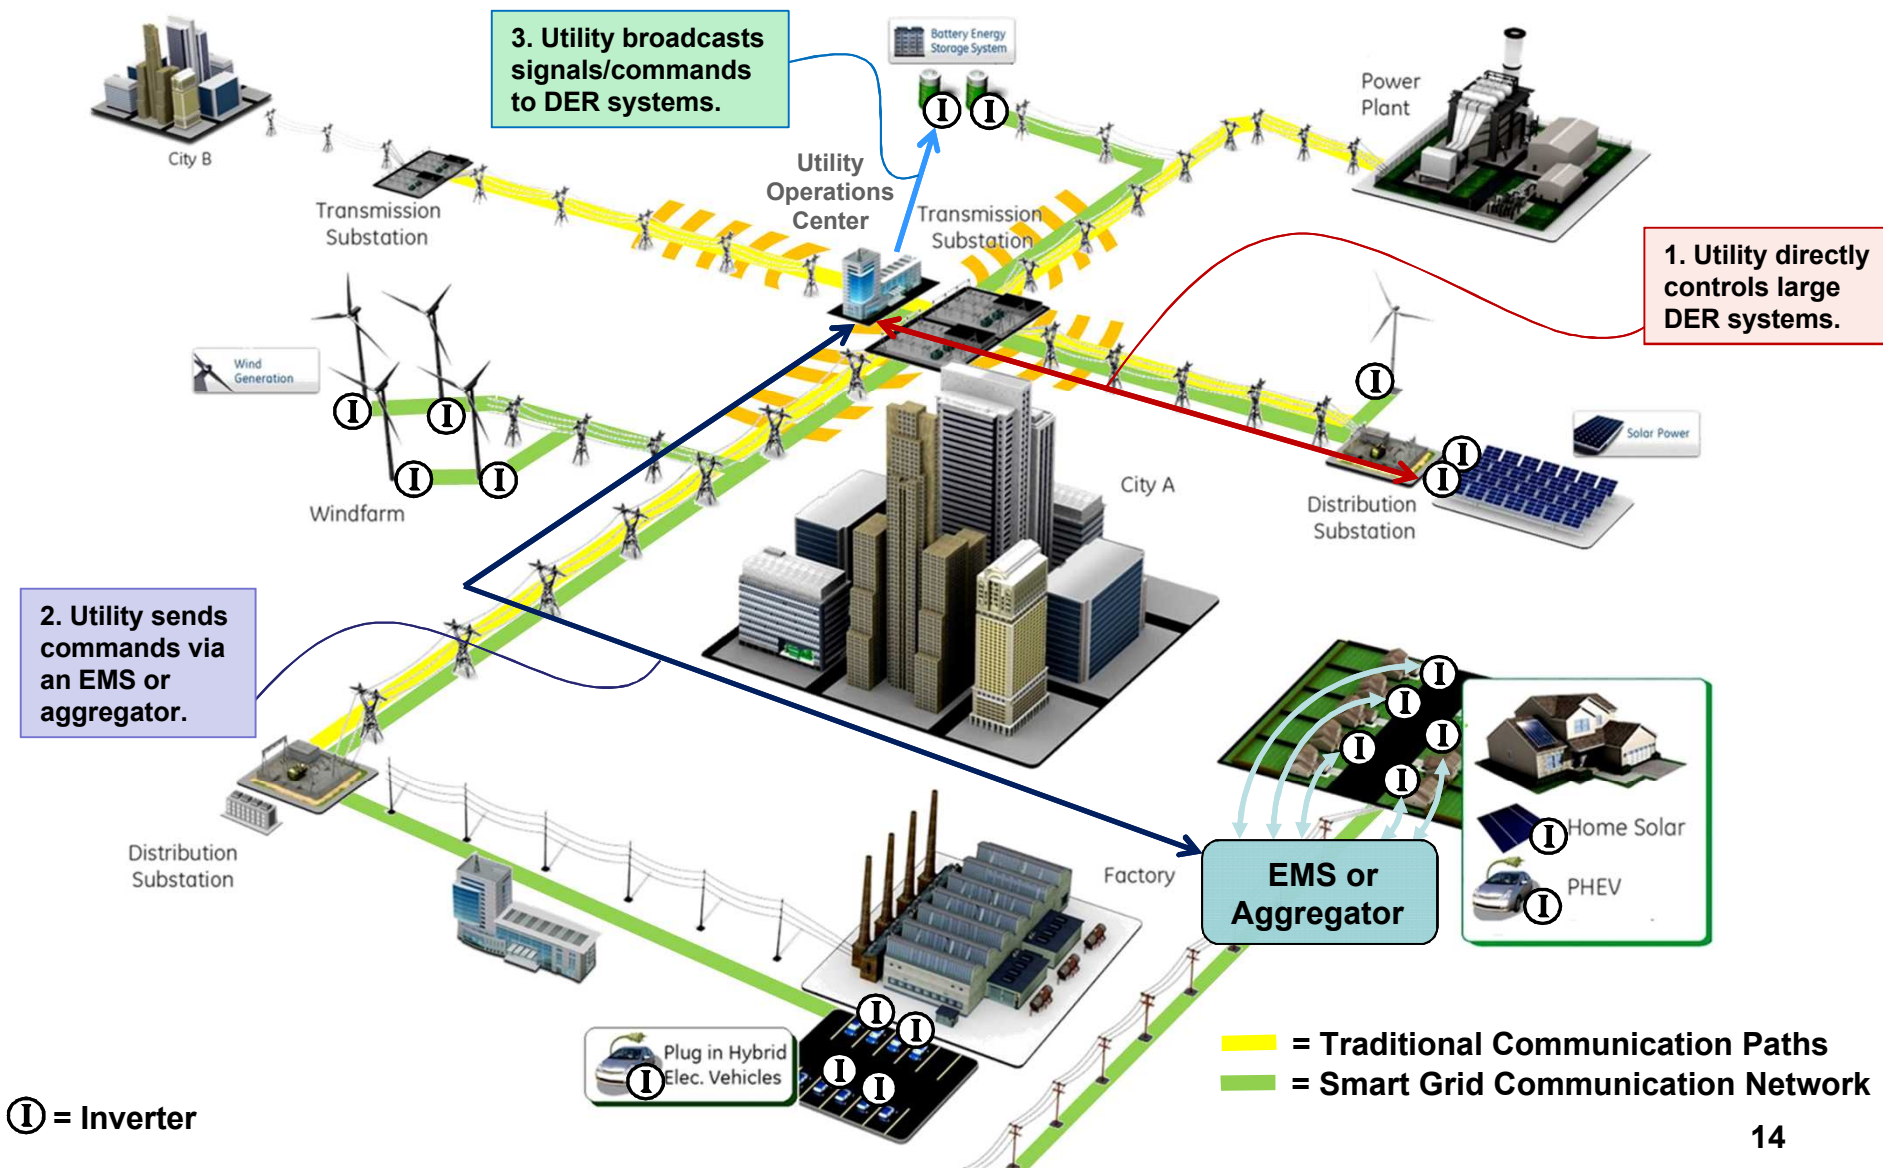 3. Utility broadcasts
signals/commands
to DER systems.
Battery Energy
Storage System
I
I
Power
Plant
City B
Utility
Operations
Center
Transmission
Substation
Transmission
Substation
1. Utility directly
controls large
DER systems.
Wind
Generation
I
I
I
I
I
Windfarm
Solar Power
I
I
City A
Distribution
Substation
2. Utility sends
commands via
an EMS or
aggregator.
I
I
I
I
I
Distribution
Substation
Factory
EMS or
Aggregator
I
Home Solar
I
PHEV
Plug in Hybrid
Elec. Vehicles
I
I
I
I
I
= Traditional Communication Paths
= Smart Grid Communication Network
I = Inverter
14